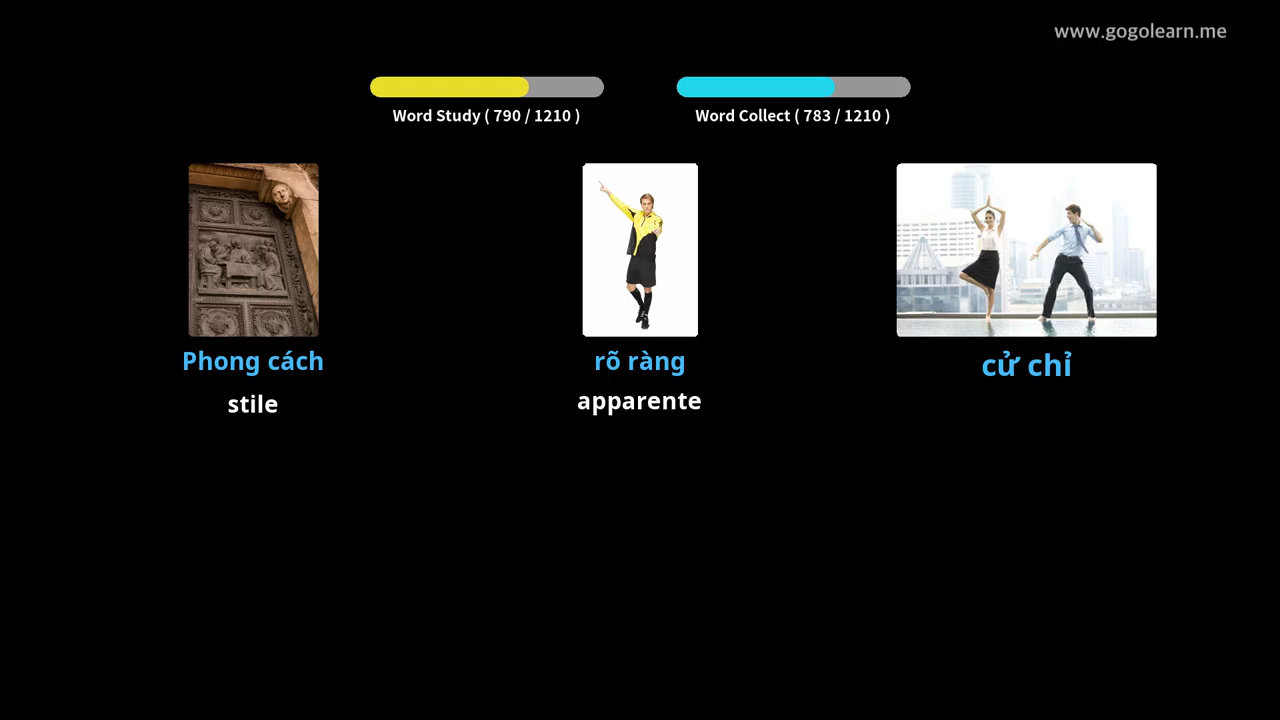 www.gogolearn.me
Word Study ( 790 / 1210 )
Word Collect ( 783 / 1210 )
Phong cách
stile
rõ ràng
apparente
cử chỉ